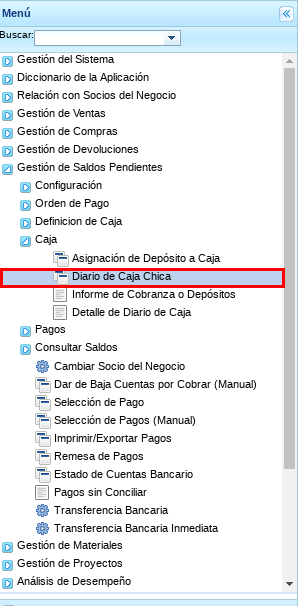 Menú
Buscar:
Gestión del Sistema
Diccionario de la Aplicación
Relación con Socios del Negocio
Gestión de Ventas
Gestión de Compras
Gestión de Devoluciones
Gestión de Saldos Pendientes
Configuración
Orden de Pago
Definicion de Caja
Caja
Asignación de Depósito a Caja
Diario de Caja Chica
Informe de Cobranza o Depósitos
Detalle de Diario de Caja
Pagos
Consultar Saldos
Cambiar Socio del Negocio
Dar de Baja Cuentas por Cobrar (Manual)
Selección de Pago
Selección de Pagos (Manual)
Imprimir/Exportar Pagos
Remesa de Pagos
Estado de Cuentas Bancario
Pagos sin Conciliar
Transferencia Bancaria
Transferencia Bancaria Inmediata
Gestión de Materiales
Gestión de Proyectos
Análisis de Desempeño